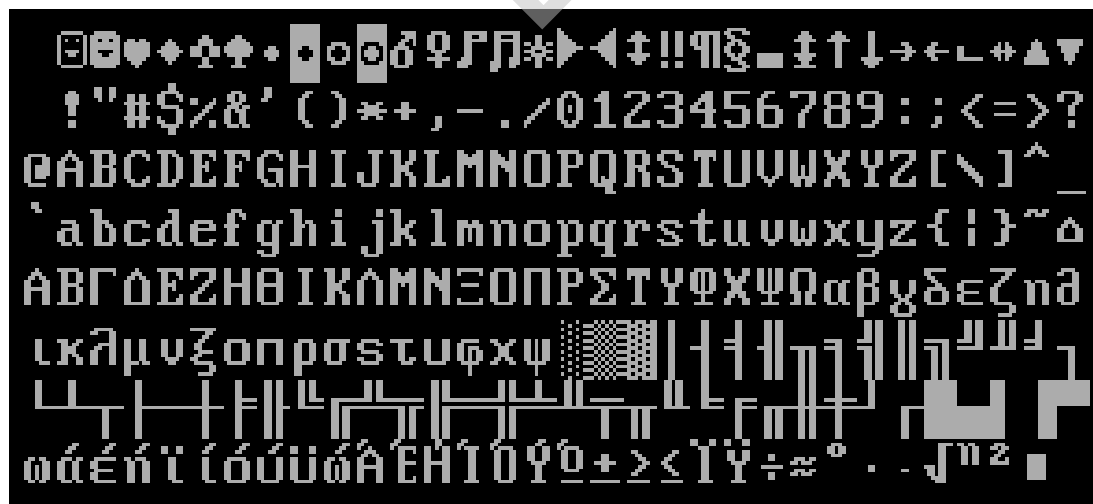 ☺☻♥♦♣♠•◘○◙♂♀♪♫☼►◄↕‼¶§▬↨↑↓→←∟↔▲▼
!"#$%&'()*+,-./0123456789:;<=>?
@ABCDEFGHIJKLMNOPQRSTUVWXYZ[\]^_
`abcdefghijklmnopqrstuvwxyz{¦}~⌂
ΑΒΓΔΕΖΗΘΙΚΛΜΝΞΟΠΡΣΤΥΦΧΨΩαβγδεζηθ
ικλμνξοπρσςτυφχψ░▒▓│┤╡╢╖╕╣║╗╝╜╛┐
└┴┬├─┼╞╟╚╔╩╦╠═╬╧╨╤╥╙╘╒╓╫╪┘┌█▄▌▐▀
ωάέήϊίόύϋώΆΈΉΊΌΎΏ±≥≤ΪΫ÷≈°∙·√ⁿ²■